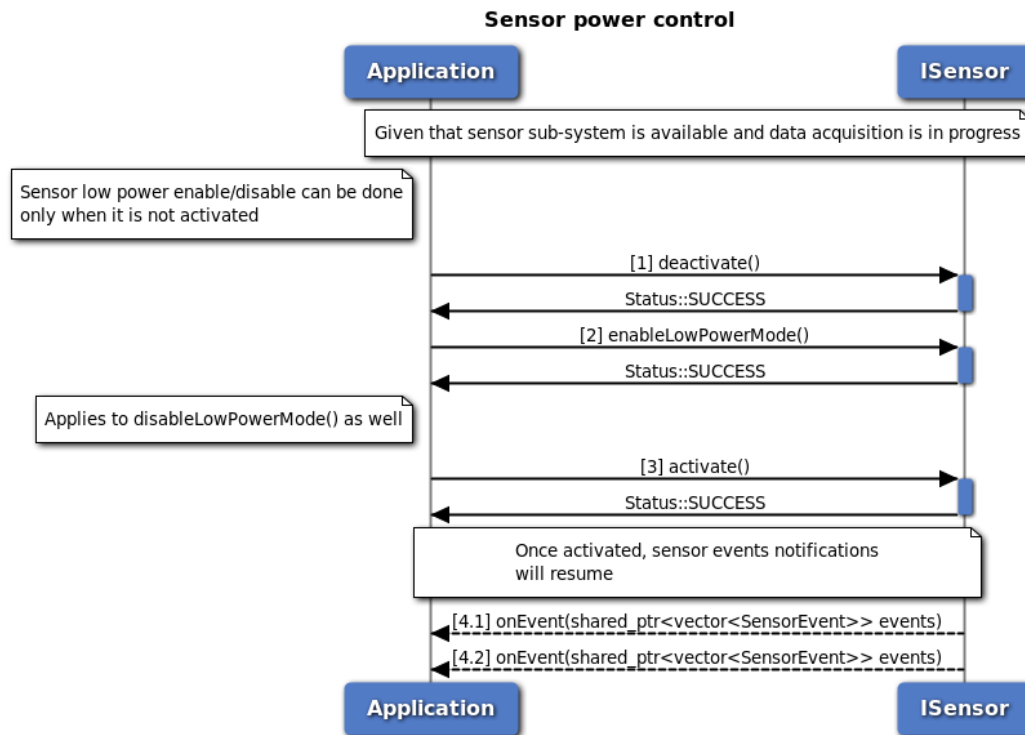 Sensor power control
Application
ISensor
Given that sensor sub-system is available and data acquisition is in progress
Sensor low power enable/disable can be done
only when it is not activated
[1] deactivate()
Status::SUCCESS
[2] enableLowPowerMode()
Status::SUCCESS
Applies to disableLowPowerMode() as well
[3] activate()
Status::SUCCESS
Once activated, sensor events notifications
will resume
[4.1] onEvent(shared_ptr<vector<SensorEvent>> events)
[4.2] onEvent(shared_ptr<vector<SensorEvent>> events)
Application
ISensor